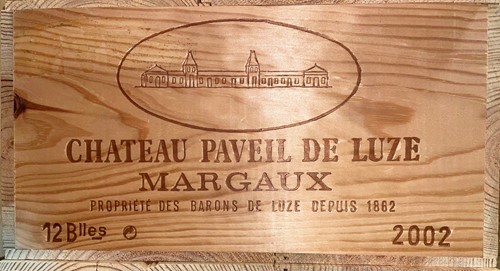 CHATEAU PAVEIL DE LUZE
MARGAUX
PROPRIÉTÉ DES BARONS DE LUZE DEPUIS 1862
12 Blles 2002